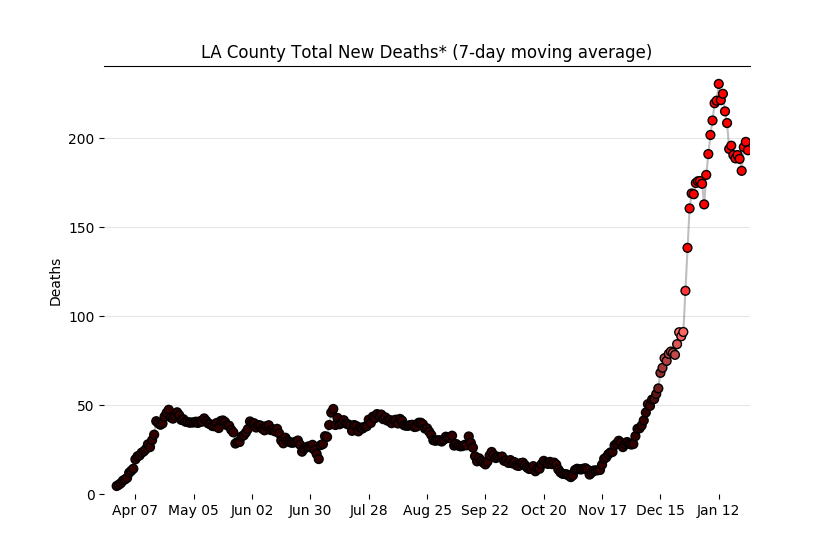 LA County Total New Deaths* (7-day moving average)
200
150
100
50
0
Deaths
Apr 07 May 05 Jun 02 Jun 30 Jul 28 Aug 25 Sep 22 Oct 20 Nov 17 Dec 15 Jan 12